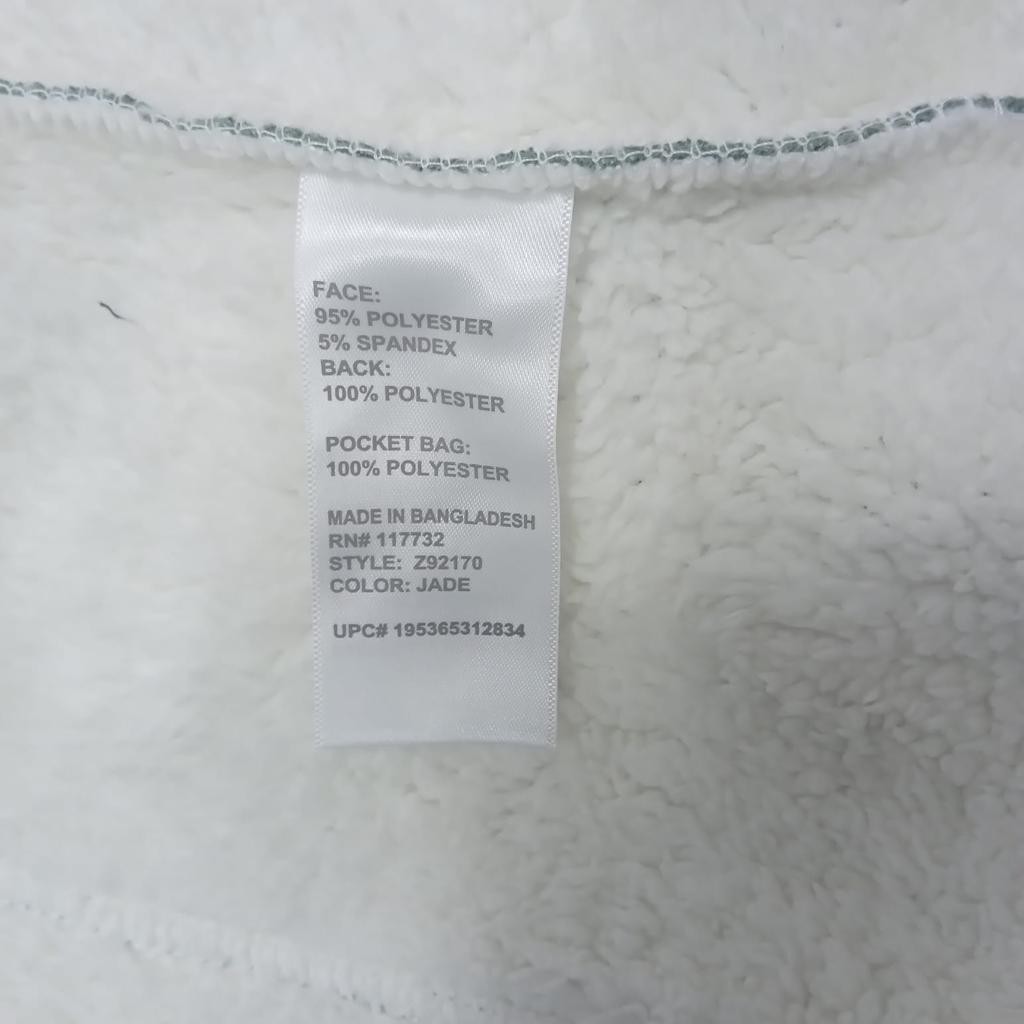 FACE:
95% POLYESTER
5% SPANDEX
BACK:
100% POLYESTER
POCKET BAG:
100% POLYESTER
MADE IN BANGLADESH
RN# 117732
STYLE: Z92170
COLOR: JADE
UPC# 195365312834